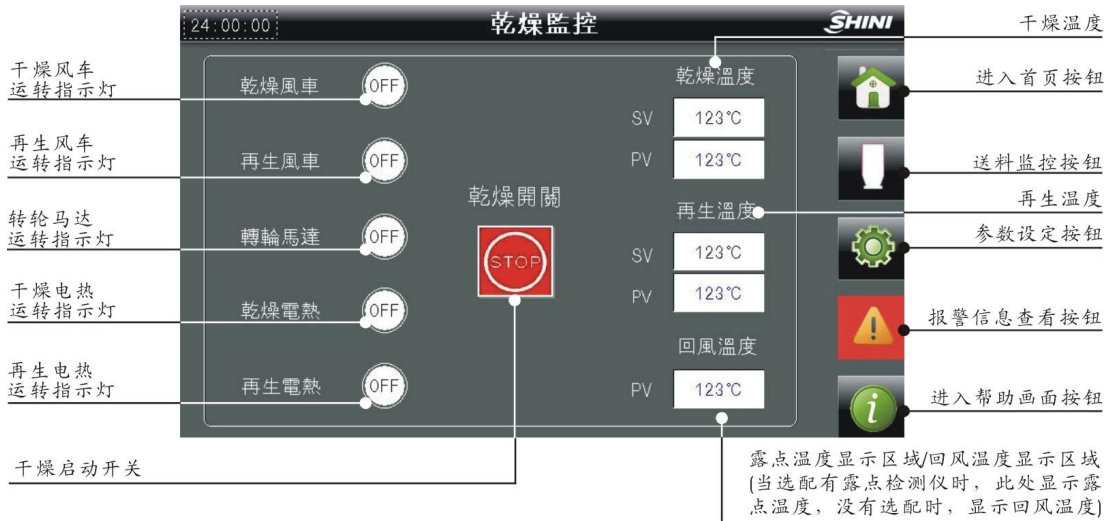 24:00:00
乾燥監控
SHINI
干燥温度
干燥风车
运转指示灯
乾燥風車
OFF
乾燥溫度
进入首页按钮
SV
123℃
再生风车
运转指示灯
再生風車
OFF
PV
123℃
送料监控按钮
乾燥開關
再生溫度
再生温度
转轮马达
运转指示灯
轉輪馬達
OFF
STOP
SV
123℃
参数设定按钮
干燥电热
运转指示灯
乾燥電熱
OFF
PV
123℃
报警信息查看按钮
回風溫度
再生电热
运转指示灯
再生電熱
OFF
PV
123℃
i
进入帮助画面按钮
干燥启动开关
露点温度显示区域/回风温度显示区域
(当选配有露点检测仪时，此处显示露
点温度，没有选配时，显示回风温度)